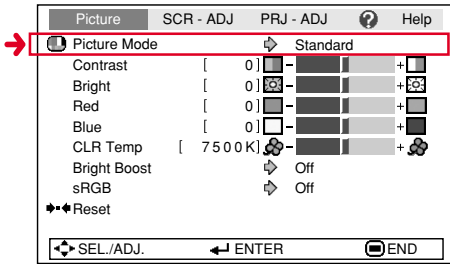 Picture SCR - ADJ PRJ - ADJ ? Help
Picture Mode Standard
Contrast [ 0] - +
Bright [ 0] - +
Red [ 0] - +
Blue [ 0] - +
CLR Temp [ 7500K] - +
Bright Boost Off
sRGB Off
Reset
SEL./ADJ. ENTER END